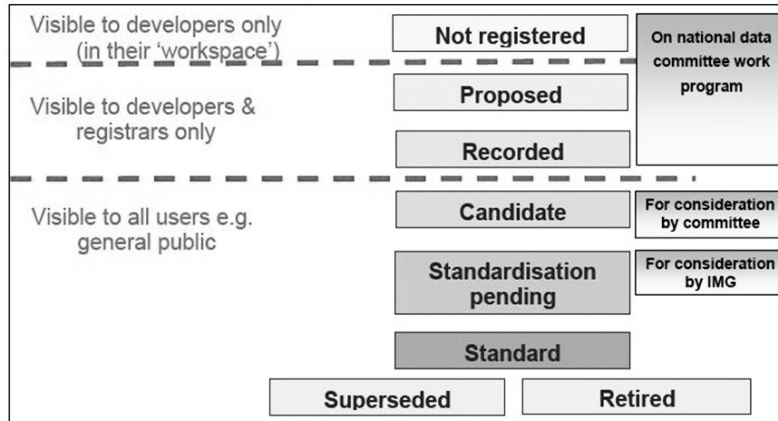 Visible to developers only
(in their ‘workspace’)
Not registered
On national data
committee work
program
Visible to developers &
registrars only
Proposed
Recorded
Visible to all users e.g.
general public
Candidate
For consideration
by committee
Standardisation
pending
For consideration
by IMG
Standard
Superseded
Retired